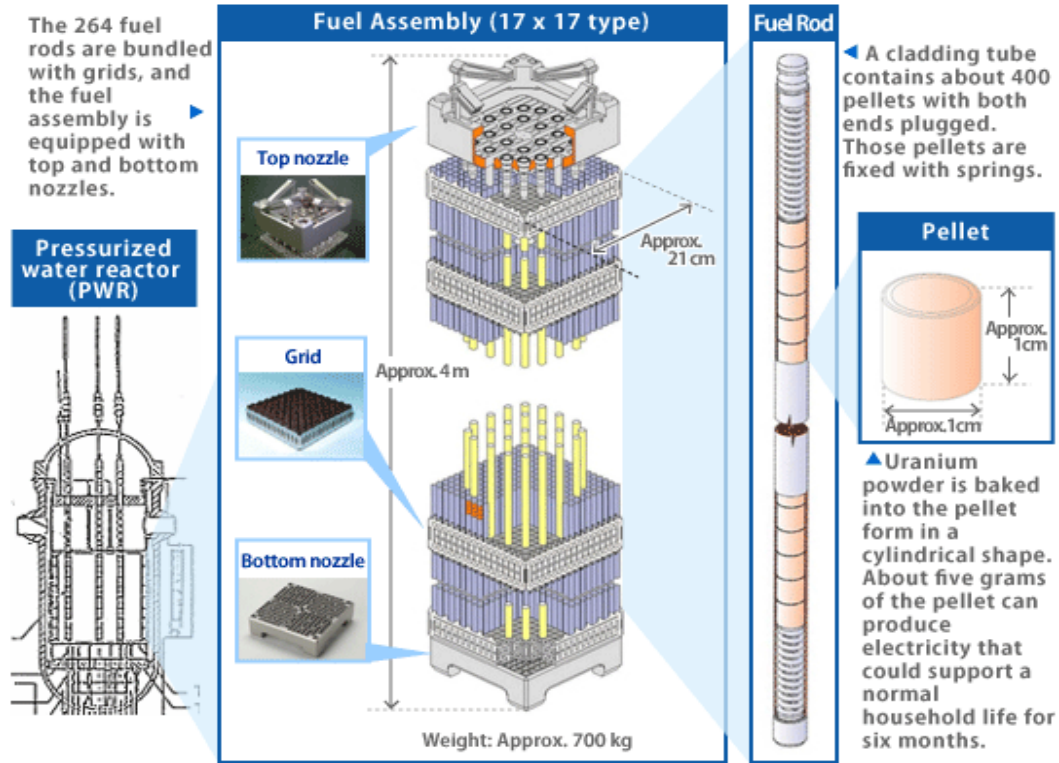 The 264 fuel
rods are bundled
with grids, and
the fuel
assembly is
equipped with
top and bottom
nozzles.
Pressurized
water reactor
(PWR)
Fuel Assembly (17 x 17 type)
Top nozzle
Approx.
21 cm
Grid
Approx. 4 m
Bottom nozzle
Weight: Approx. 700 kg
Fuel Rod
A cladding tube
contains about 400
pellets with both
ends plugged.
Those pellets are
fixed with springs.
Pellet
Approx.
1cm
Approx.1cm
Uranium
powder is baked
into the pellet
form in a
cylindrical shape.
About five grams
of the pellet can
produce
electricity that
could support a
normal
household life for
six months.